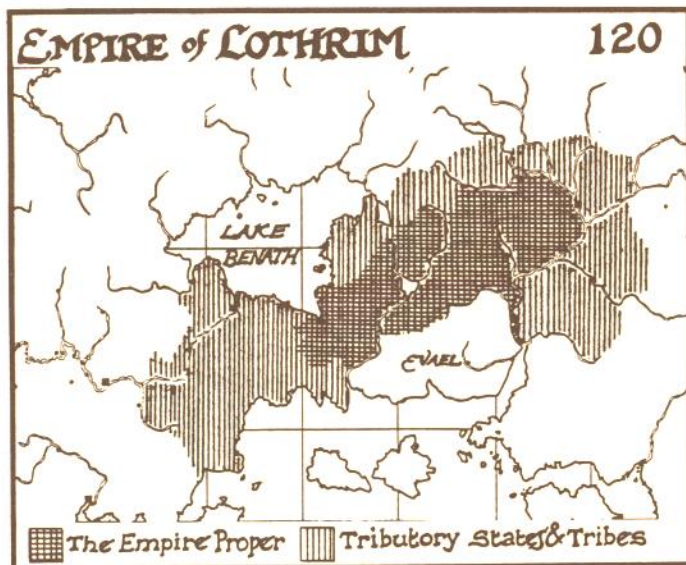 EMPIRE of LOTHRIM 120
LAKE
BENATH
EVAEL
The Empire Proper Tributory States & Tribes